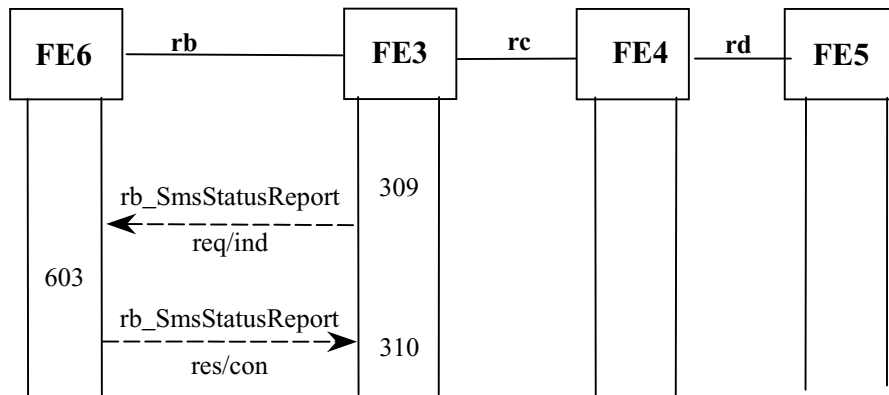 FE6 rb FE3 rc FE4 rd FE5
rb_SmsStatusReport
309
req/ind
603
rb_SmsStatusReport
310
res/con